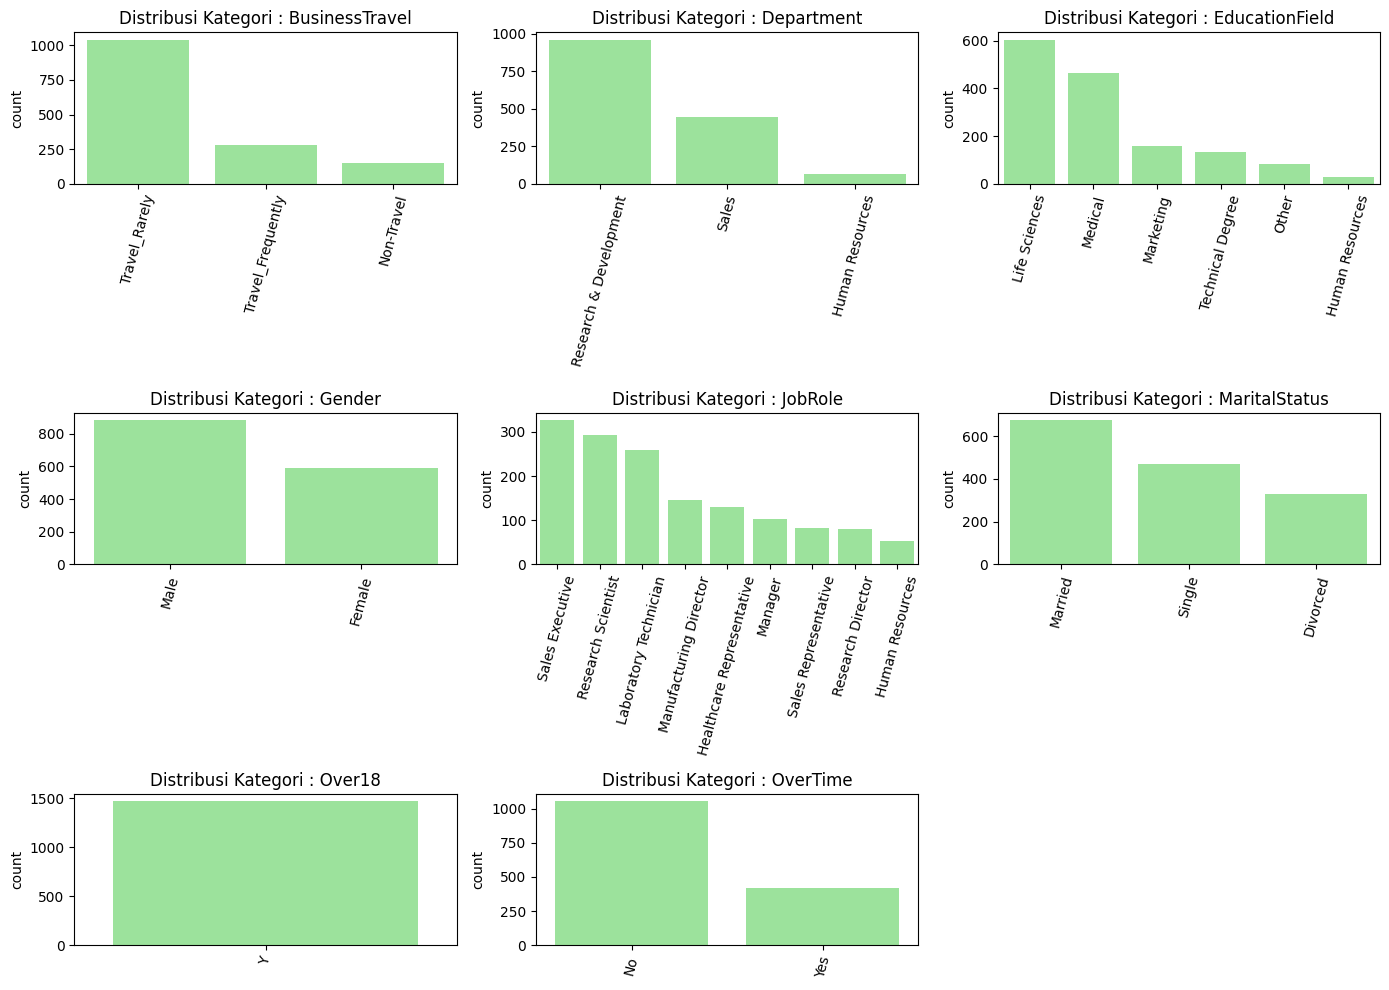 Distribusi Kategori : BusinessTravel
count
1000
750
500
250
0
Travel_Rarely
Travel_Frequently
Non-Travel
Distribusi Kategori : Department
count
1000
750
500
250
0
Research & Development
Sales
Human Resources
Distribusi Kategori : EducationField
count
600
400
200
0
Life Sciences
Medical
Marketing
Technical Degree
Other
Human Resources
Distribusi Kategori : Gender
count
800
600
400
200
0
Male
Female
Distribusi Kategori : JobRole
count
300
200
100
0
Sales Executive
Research Scientist
Laboratory Technician
Manufacturing Director
Healthcare Representative
Manager
Sales Representative
Research Director
Human Resources
Distribusi Kategori : MaritalStatus
count
600
400
200
0
Married
Single
Divorced
Distribusi Kategori : Over18
count
1500
1000
500
0
Y
Distribusi Kategori : OverTime
count
1000
750
500
250
0
No
Yes